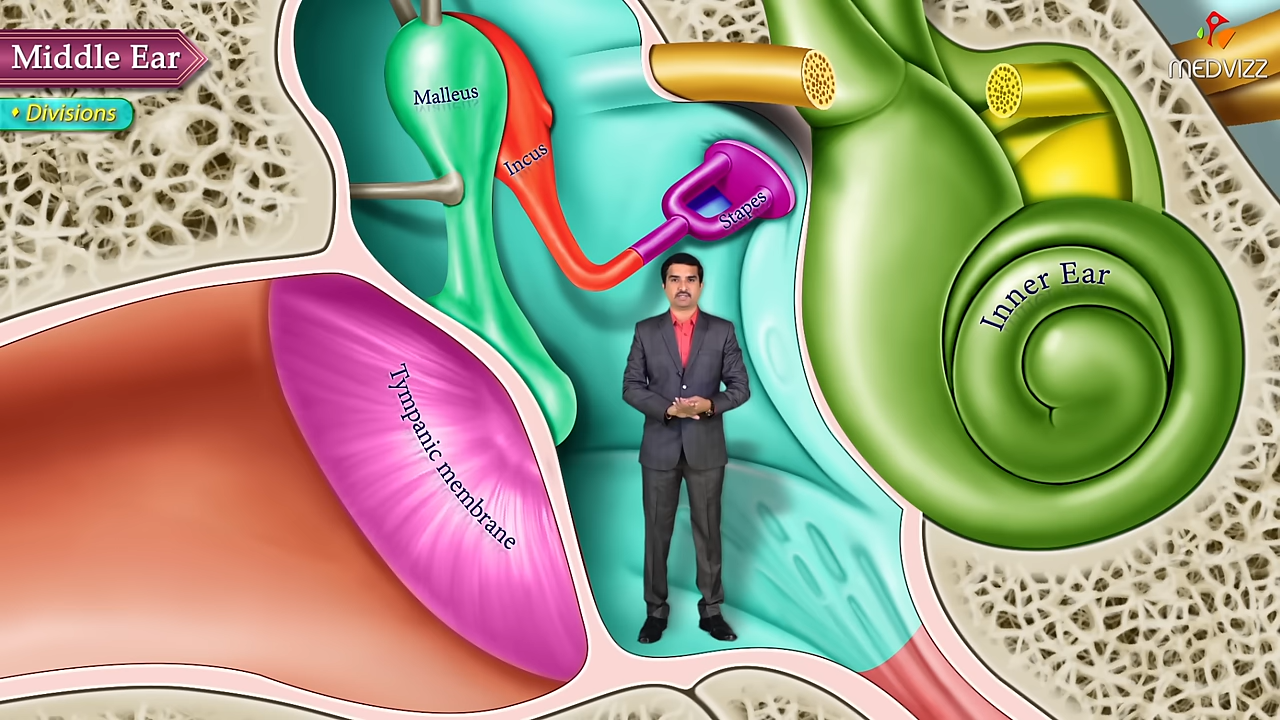 Middle Ear
♦ Divisions
MEDVIZZ
Malleus
Incus
Stapes
Inner Ear
Tympanic membrane